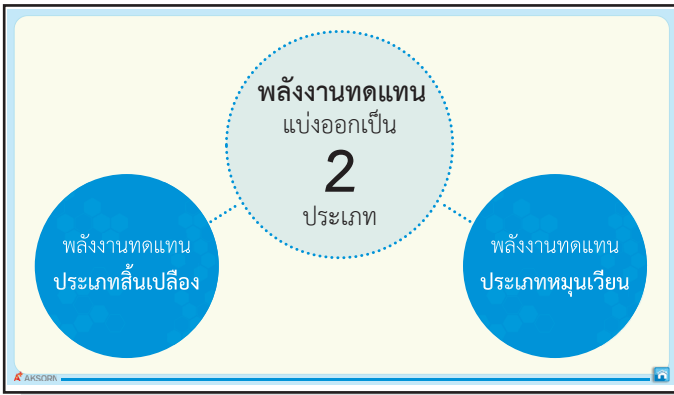 พลังงานทดแทน
แบ่งออกเป็น
2
ประเภท
พลังงานทดแทน
ประเภทสิ้นเปลือง
พลังงานทดแทน
ประเภทหมุนเวียน
AKSORN